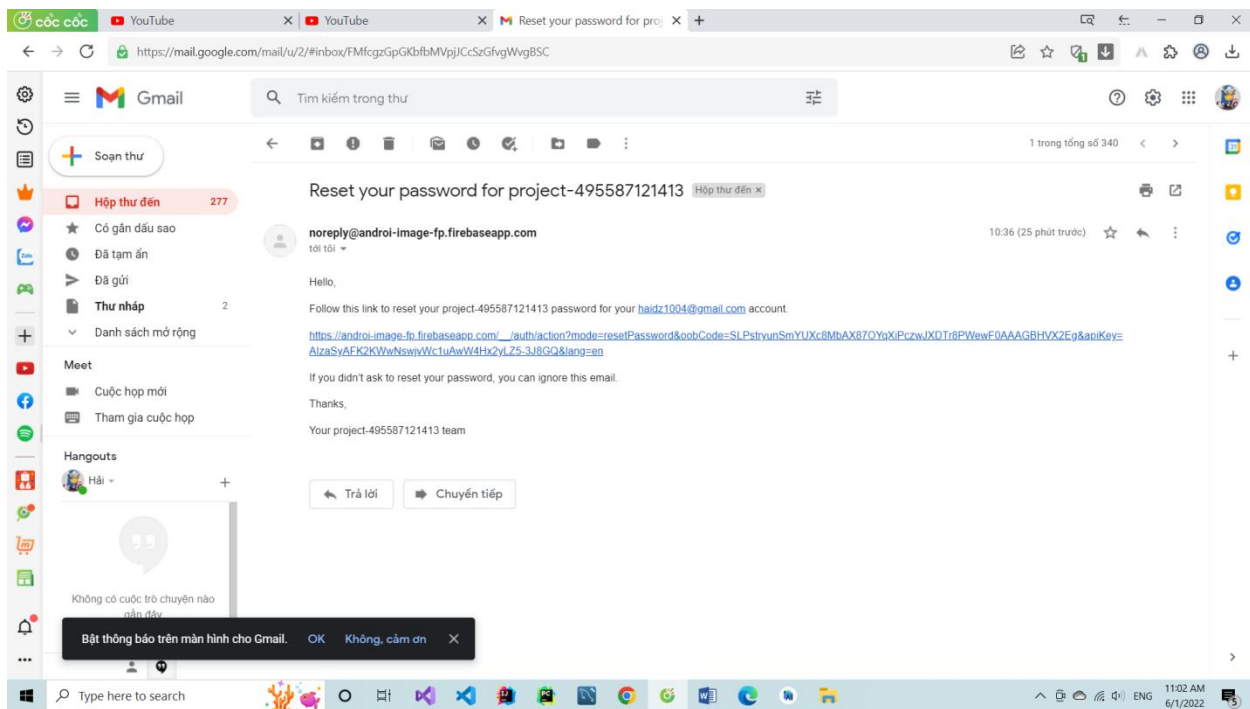 cốc cốc
YouTube
YouTube
Reset your password for proj
https://mail.google.com/mail/u/2/#inbox/FMfcgzGpGKbfbMVpjJCcSzGfvgWvgBSC
Gmail
Tìm kiếm trong thư
Soạn thư
1 trong tổng số 340
Hộp thư đến 277
Có gắn dấu sao
Đã tạm ẩn
Đã gửi
Thư nháp 2
Danh sách mở rộng
Meet
Cuộc họp mới
Tham gia cuộc họp
Hangouts
Hải
Không có cuộc trò chuyện nào
gần đây
Reset your password for project-495587121413 Hộp thư đến ×
noreply@androi-image-fp.firebaseapp.com 10:36 (25 phút trước)
tới tôi
Hello,
Follow this link to reset your project-495587121413 password for your haidz1004@gmail.com account.
https://androi-image-fp.firebaseapp.com/__/auth/action?mode=resetPassword&oobCode=SLPstryunSmYUXc8MbAX87OYqXiPczwJXDTr8PWewF0AAAGBHVX2Eg&apiKey=
AIzaSyAFK2KWwNswjvWc1uAwW4Hx2yLZ5-3J8GQ&lang=en
If you didn't ask to reset your password, you can ignore this email.
Thanks,
Your project-495587121413 team
Trả lời
Chuyển tiếp
Bật thông báo trên màn hình cho Gmail. OK Không, cảm ơn
Type here to search
ENG
11:02 AM
6/1/2022